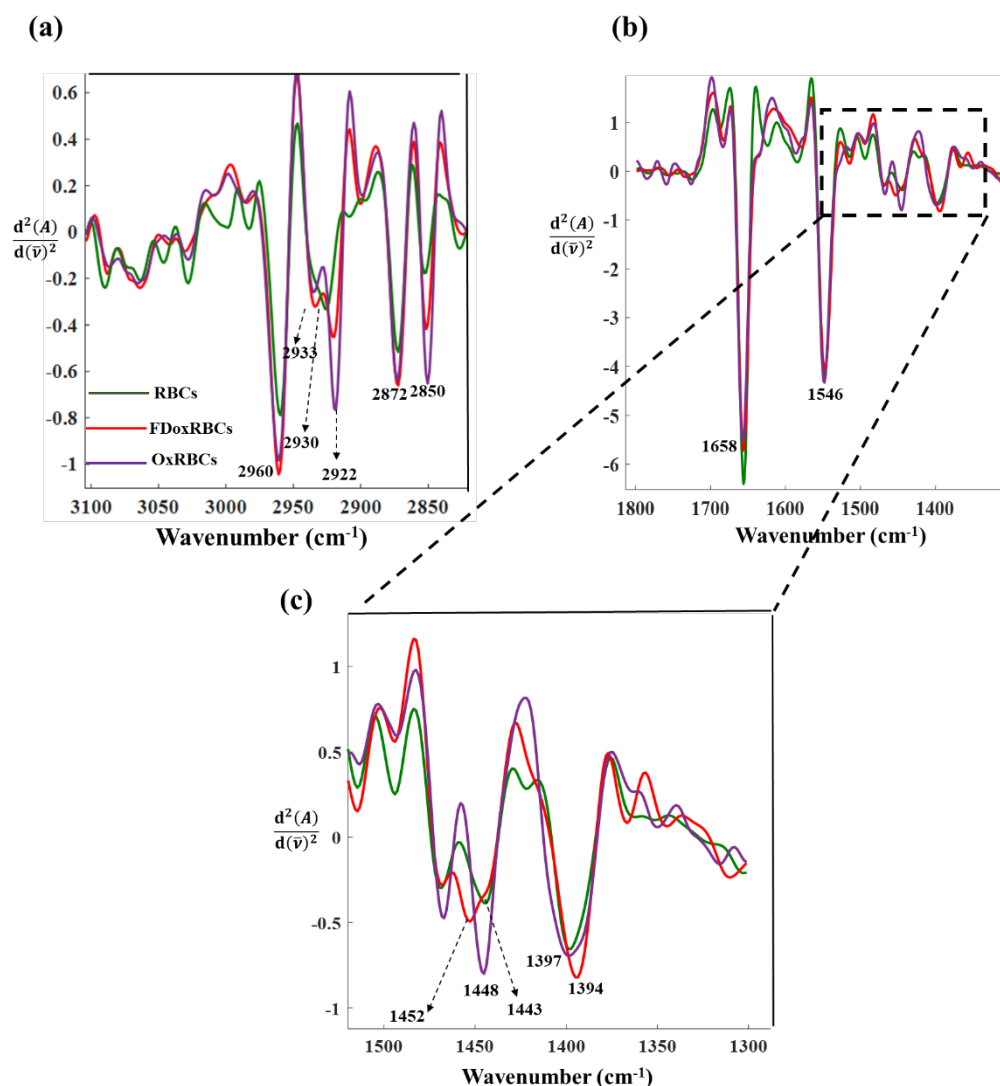 (a)
0.6
0.4
0.2
0
-0.2
-0.4
-0.6
-0.8
-1
d²(A)
d(ν̄)²
2933
2930
2922
2872
2850
2960
RBCs
FDoxRBCs
OxRBCs
3100 3050 3000 2950 2900 2850
Wavenumber (cm⁻¹)
(b)
1
0
-1
-2
-3
-4
-5
-6
d²(A)
d(ν̄)²
1546
1658
1800 1700 1600 1500 1400
Wavenumber (cm⁻¹)
(c)
1
0.5
0
-0.5
-1
d²(A)
d(ν̄)²
1397
1394
1448
1452
1443
1500 1450 1400 1350 1300
Wavenumber (cm⁻¹)